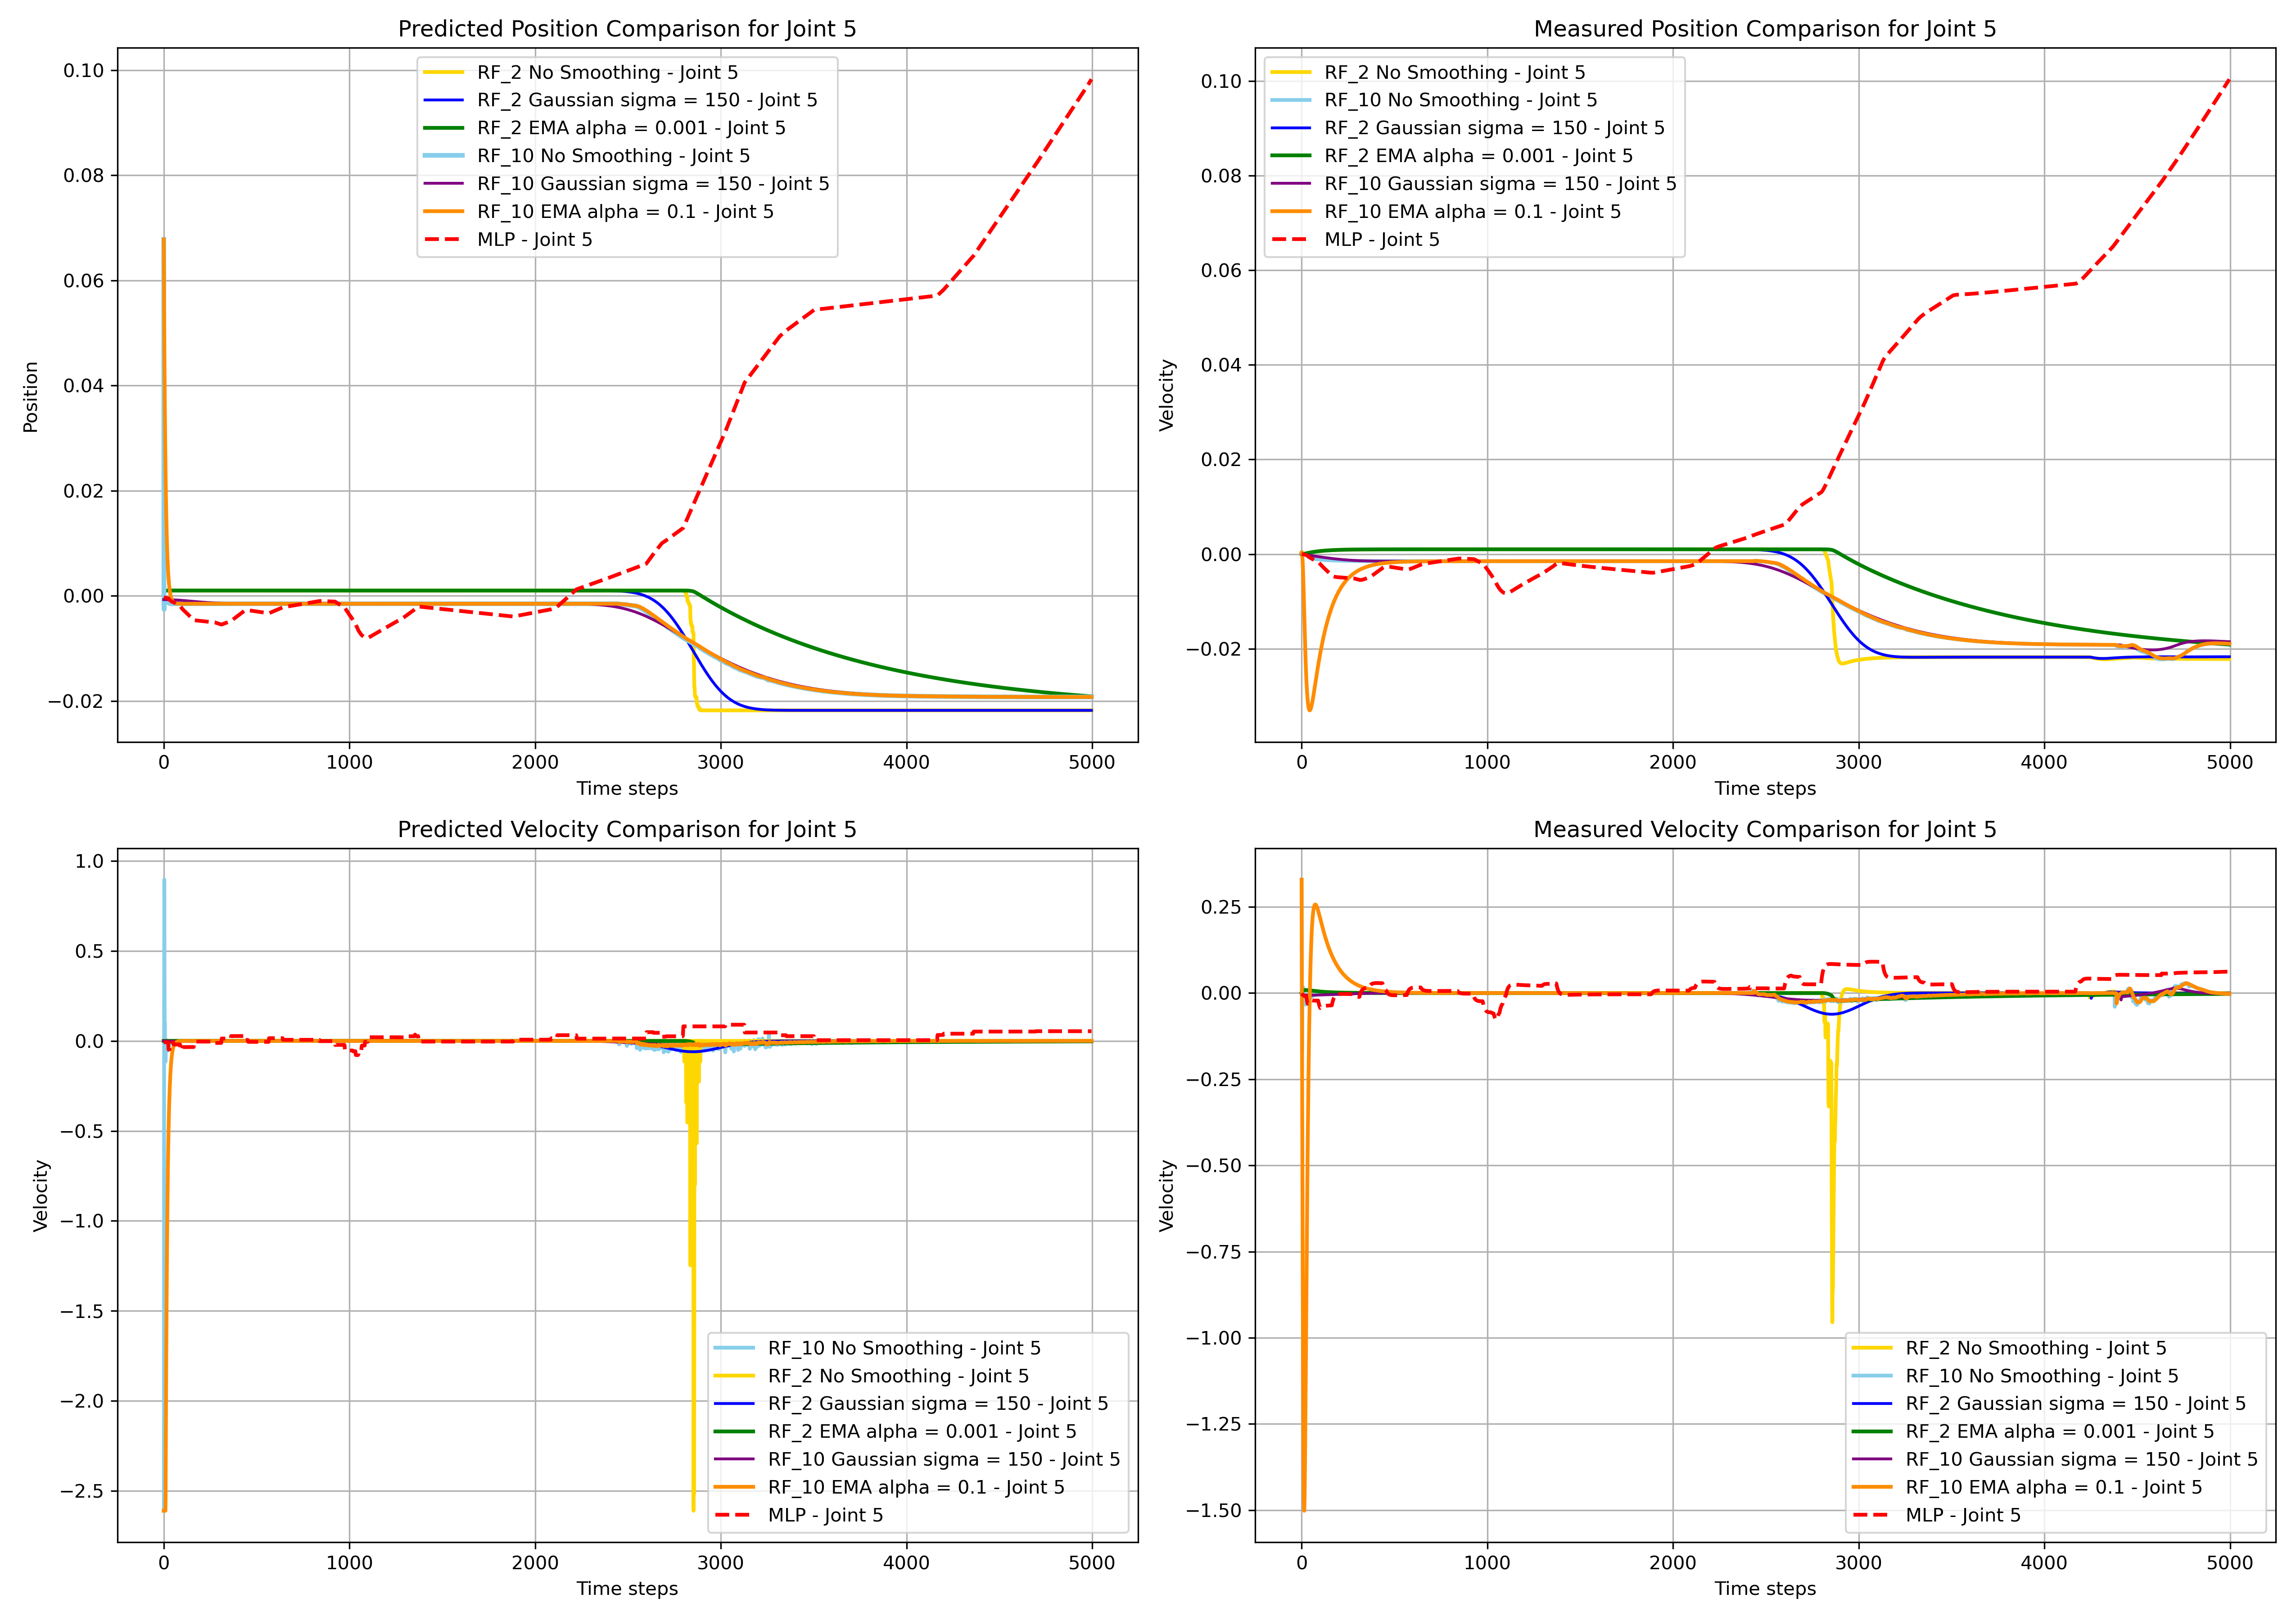 Predicted Position Comparison for Joint 5
Position
0.10
0.08
0.06
0.04
0.02
0.00
−0.02
RF_2 No Smoothing - Joint 5
RF_2 Gaussian sigma = 150 - Joint 5
RF_2 EMA alpha = 0.001 - Joint 5
RF_10 No Smoothing - Joint 5
RF_10 Gaussian sigma = 150 - Joint 5
RF_10 EMA alpha = 0.1 - Joint 5
MLP - Joint 5
0 1000 2000 3000 4000 5000
Time steps
Measured Position Comparison for Joint 5
Velocity
0.10
0.08
0.06
0.04
0.02
0.00
−0.02
RF_2 No Smoothing - Joint 5
RF_10 No Smoothing - Joint 5
RF_2 Gaussian sigma = 150 - Joint 5
RF_2 EMA alpha = 0.001 - Joint 5
RF_10 Gaussian sigma = 150 - Joint 5
RF_10 EMA alpha = 0.1 - Joint 5
MLP - Joint 5
0 1000 2000 3000 4000 5000
Time steps
Predicted Velocity Comparison for Joint 5
Velocity
1.0
0.5
0.0
−0.5
−1.0
−1.5
−2.0
−2.5
RF_10 No Smoothing - Joint 5
RF_2 No Smoothing - Joint 5
RF_2 Gaussian sigma = 150 - Joint 5
RF_2 EMA alpha = 0.001 - Joint 5
RF_10 Gaussian sigma = 150 - Joint 5
RF_10 EMA alpha = 0.1 - Joint 5
MLP - Joint 5
0 1000 2000 3000 4000 5000
Time steps
Measured Velocity Comparison for Joint 5
Velocity
0.25
0.00
−0.25
−0.50
−0.75
−1.00
−1.25
−1.50
RF_2 No Smoothing - Joint 5
RF_10 No Smoothing - Joint 5
RF_2 Gaussian sigma = 150 - Joint 5
RF_2 EMA alpha = 0.001 - Joint 5
RF_10 Gaussian sigma = 150 - Joint 5
RF_10 EMA alpha = 0.1 - Joint 5
MLP - Joint 5
0 1000 2000 3000 4000 5000
Time steps